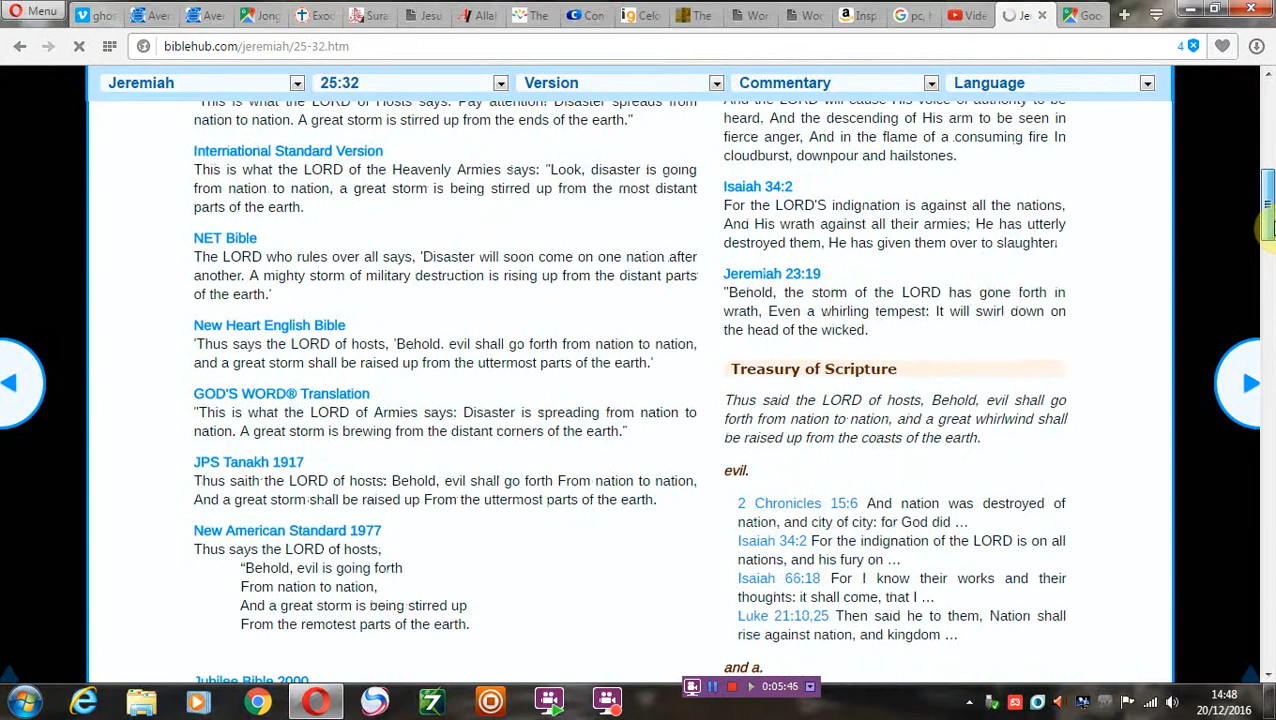 Menu
ghos
Aver
Aver
Jong
Exoc
Sura
Jesu
Alla
The
Con
Celo
The
Wor
Wor
Insp
pc, h
Vide
Je
Goo
biblehub.com/jeremiah/25-32.htm
4
Jeremiah
25:32
Version
Commentary
Language
"This is what the LORD of Hosts says: Pay attention! Disaster spreads from
nation to nation. A great storm is stirred up from the ends of the earth."
International Standard Version
This is what the LORD of the Heavenly Armies says: "Look, disaster is going
from nation to nation, a great storm is being stirred up from the most distant
parts of the earth.
NET Bible
The LORD who rules over all says, 'Disaster will soon come on one nation after
another. A mighty storm of military destruction is rising up from the distant parts
of the earth.'
New Heart English Bible
'Thus says the LORD of hosts, 'Behold, evil shall go forth from nation to nation,
and a great storm shall be raised up from the uttermost parts of the earth.'
GOD'S WORD® Translation
"This is what the LORD of Armies says: Disaster is spreading from nation to
nation. A great storm is brewing from the distant corners of the earth."
JPS Tanakh 1917
Thus saith the LORD of hosts: Behold, evil shall go forth From nation to nation,
And a great storm shall be raised up From the uttermost parts of the earth.
New American Standard 1977
Thus says the LORD of hosts,
“Behold, evil is going forth
From nation to nation,
And a great storm is being stirred up
From the remotest parts of the earth.
Jubilee Bible 2000
And the LORD will cause His voice of authority to be
heard, And the descending of His arm to be seen in
fierce anger, And in the flame of a consuming fire In
cloudburst, downpour and hailstones.
Isaiah 34:2
For the LORD'S indignation is against all the nations,
And His wrath against all their armies; He has utterly
destroyed them, He has given them over to slaughter.
Jeremiah 23:19
"Behold, the storm of the LORD has gone forth in
wrath, Even a whirling tempest: It will swirl down on
the head of the wicked.
Treasury of Scripture
Thus said the LORD of hosts, Behold, evil shall go
forth from nation to nation, and a great whirlwind shall
be raised up from the coasts of the earth.
evil.
2 Chronicles 15:6 And nation was destroyed of
nation, and city of city: for God did …
Isaiah 34:2 For the indignation of the LORD is on all
nations, and his fury on …
Isaiah 66:18 For I know their works and their
thoughts: it shall come, that I …
Luke 21:10,25 Then said he to them, Nation shall
rise against nation, and kingdom …
and a.
0:05:45
14:48
20/12/2016